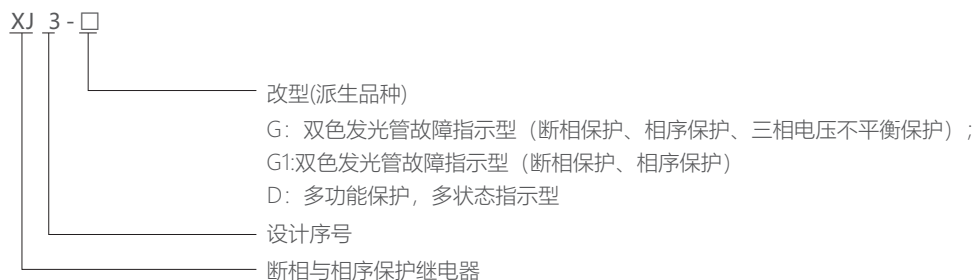 XJ 3 - □
改型(派生品种)
G：双色发光管故障指示型（断相保护、相序保护、三相电压不平衡保护）;
G1:双色发光管故障指示型（断相保护、相序保护）
D：多功能保护，多状态指示型
设计序号
断相与相序保护继电器